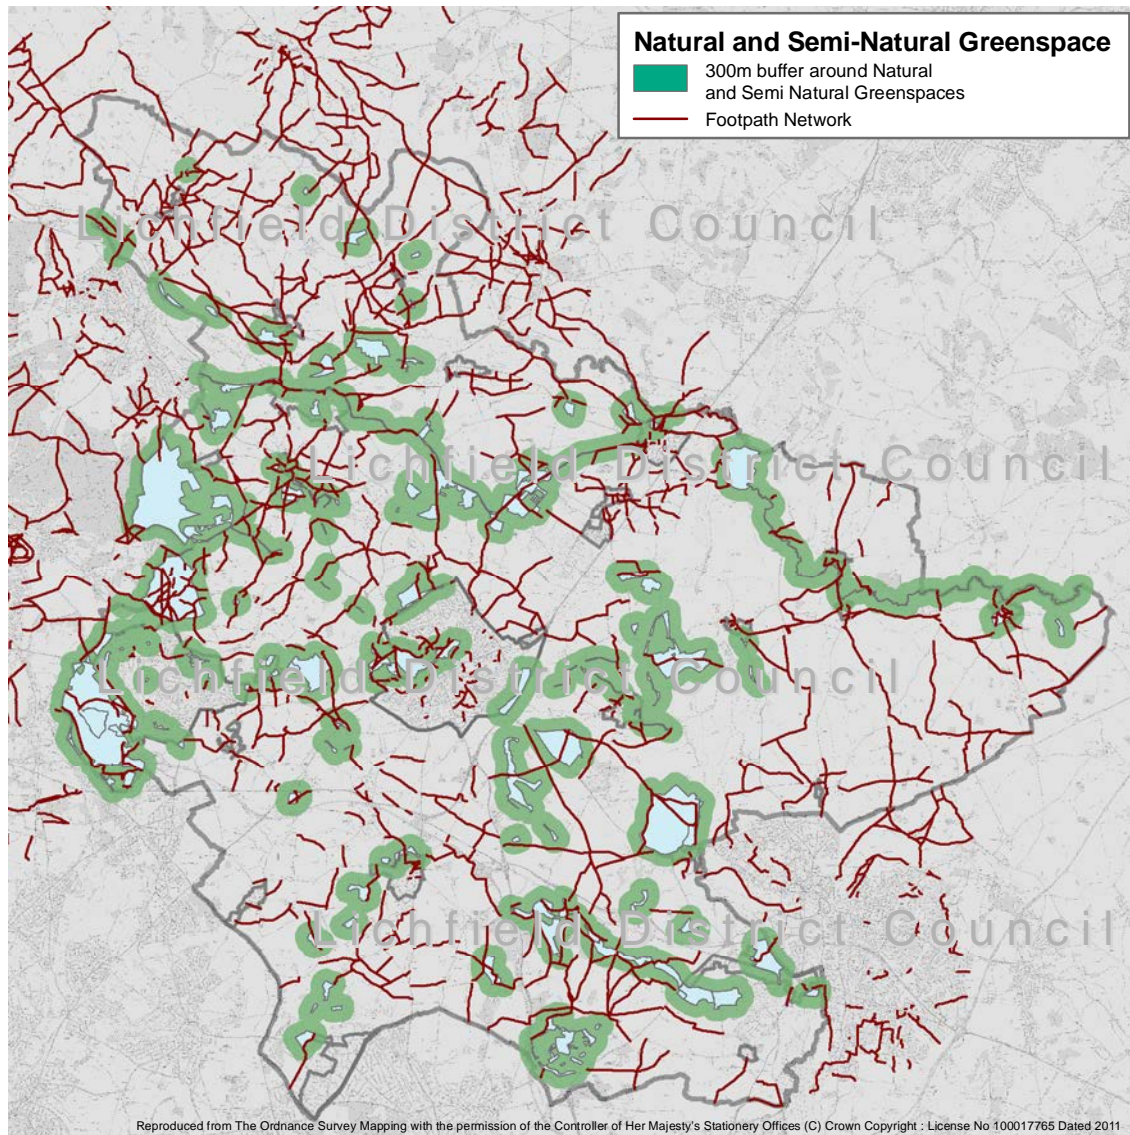 Natural and Semi-Natural Greenspace
300m buffer around Natural
and Semi Natural Greenspaces
Footpath Network
Lichfield District Council
Lichfield District Council
Lichfield District Council
Lichfield District Council
Reproduced from The Ordnance Survey Mapping with the permission of the Controller of Her Majesty's Stationery Offices (C) Crown Copyright : License No 100017765 Dated 2011